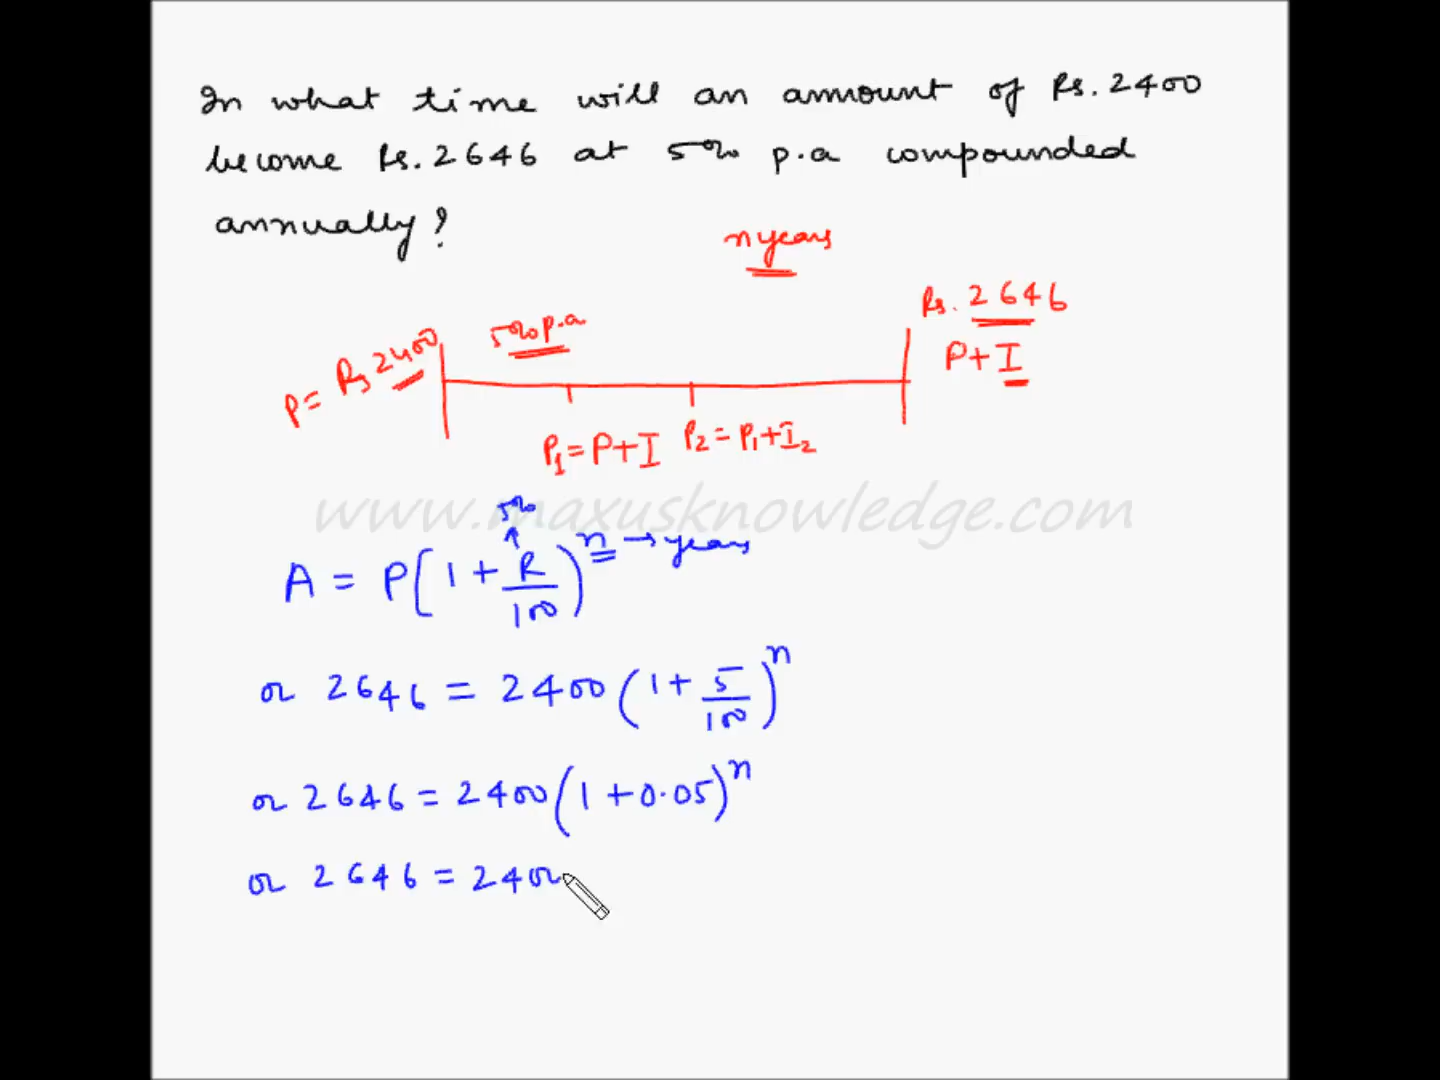 In what time will an amount of Rs. 2400
become Rs. 2646 at 5% p.a compounded
annually?
n years
Rs. 2646
5% p.a
P = Rs 2400
P + I
P₁ = P + I P₂ = P₁ + I₂
www.maxusknowledge.com
5%
↑
A = P(1 + R/100)ⁿ → years
or 2646 = 2400 (1 + 5/100)ⁿ
or 2646 = 2400 (1 + 0.05)ⁿ
or 2646 = 240